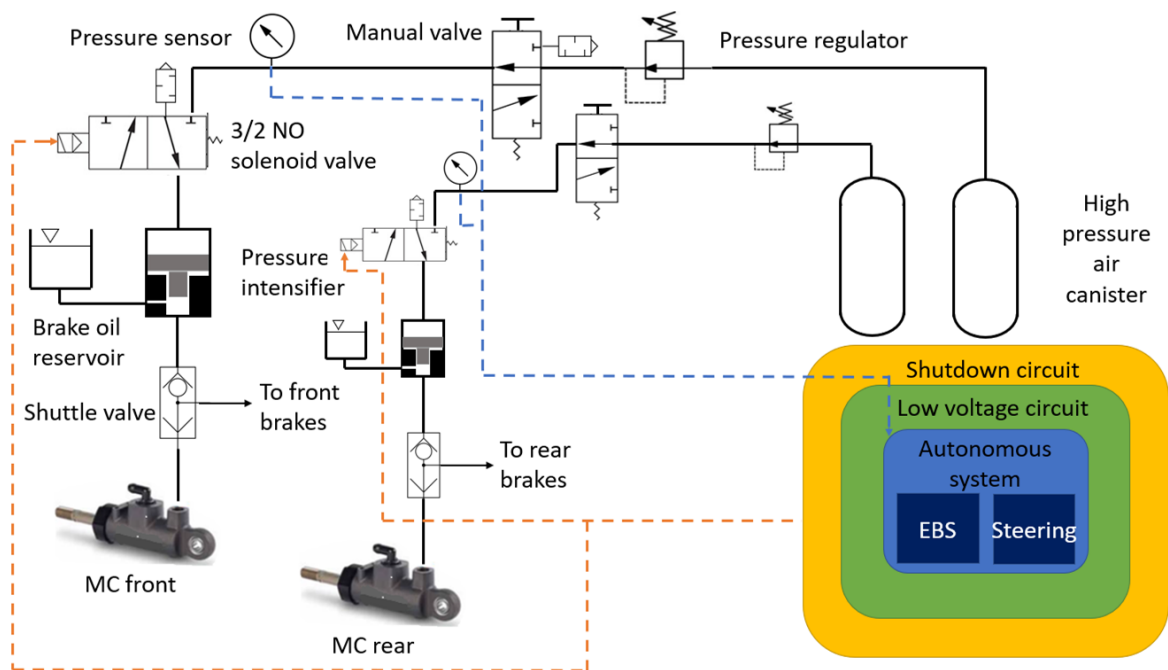 Pressure sensor
Manual valve
Pressure regulator
3/2 NO
solenoid valve
High
pressure
air
canister
Pressure
intensifier
Brake oil
reservoir
Shuttle valve
To front
brakes
To rear
brakes
MC front
MC rear
Shutdown circuit
Low voltage circuit
Autonomous
system
EBS
Steering